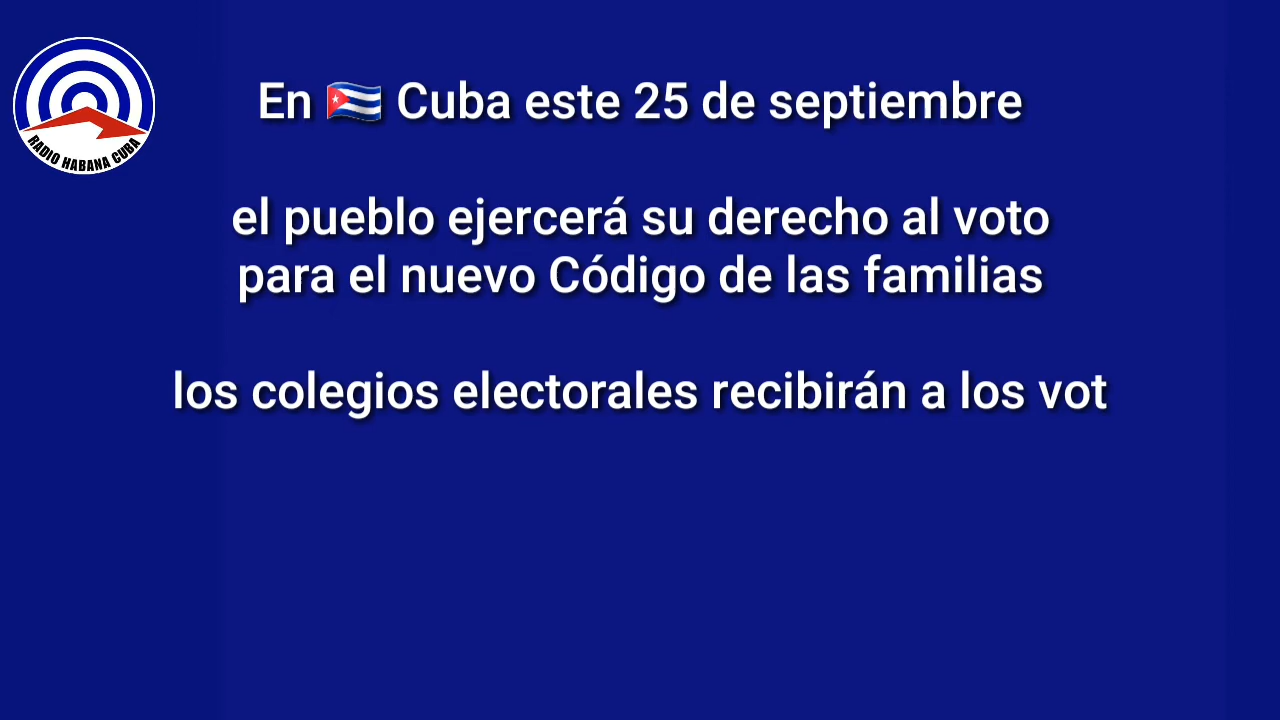 RADIO HABANA CUBA
En 🇨🇺 Cuba este 25 de septiembre
el pueblo ejercerá su derecho al voto
para el nuevo Código de las familias
los colegios electorales recibirán a los vot